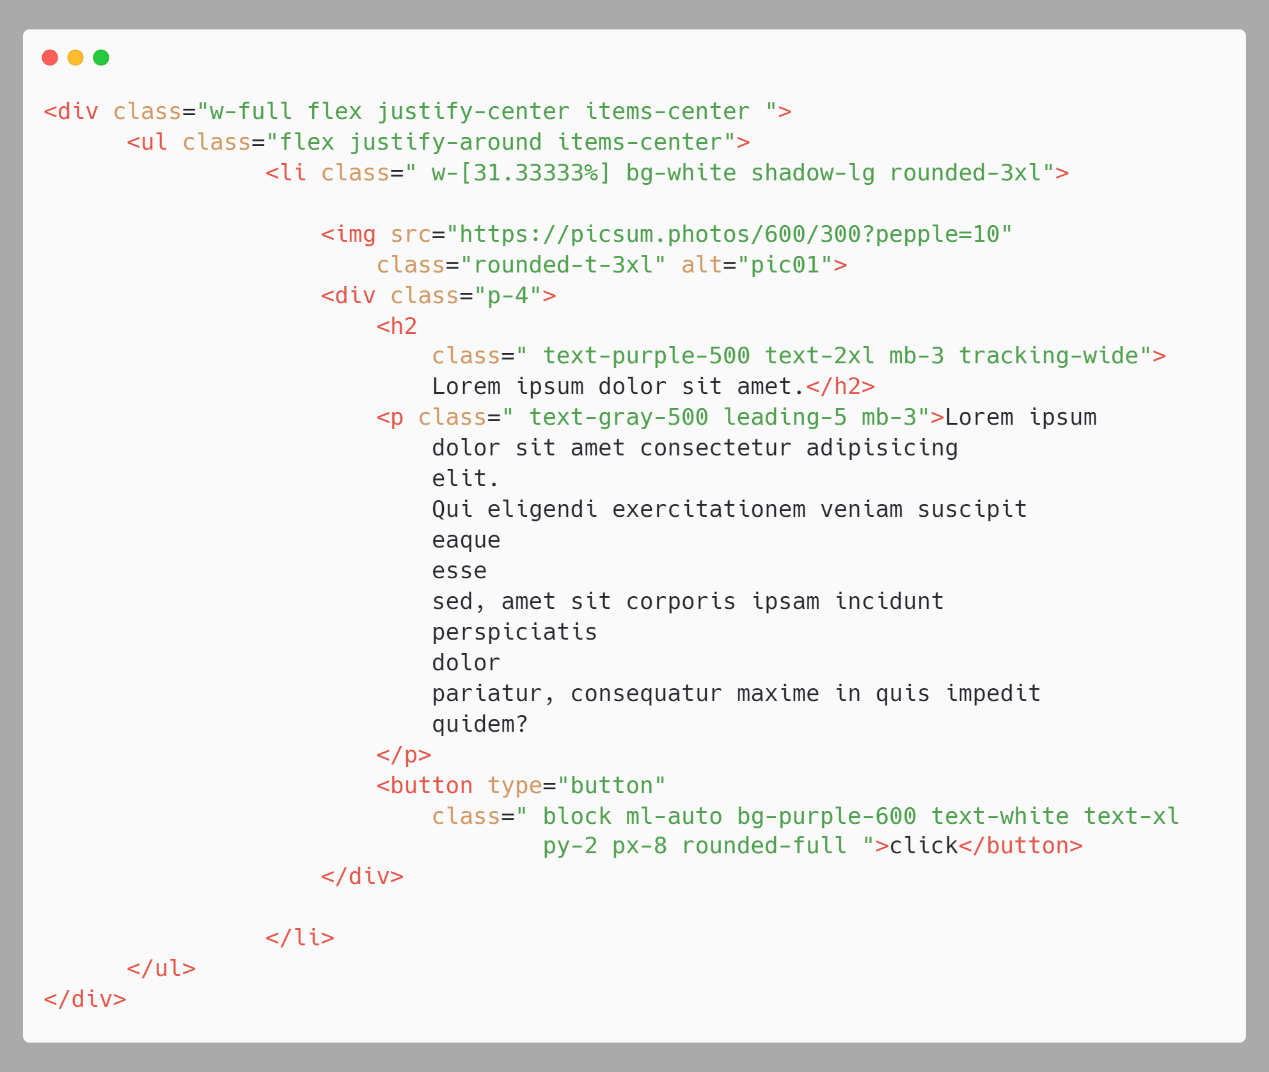 <div class="w-full flex justify-center items-center ">
<ul class="flex justify-around items-center">
<li class=" w-[31.33333%] bg-white shadow-lg rounded-3xl">
<img src="https://picsum.photos/600/300?pepple=10"
class="rounded-t-3xl" alt="pic01">
<div class="p-4">
<h2
class=" text-purple-500 text-2xl mb-3 tracking-wide">
Lorem ipsum dolor sit amet.</h2>
<p class=" text-gray-500 leading-5 mb-3">Lorem ipsum
dolor sit amet consectetur adipisicing
elit.
Qui eligendi exercitationem veniam suscipit
eaque
esse
sed, amet sit corporis ipsam incidunt
perspiciatis
dolor
pariatur, consequatur maxime in quis impedit
quidem?
</p>
<button type="button"
class=" block ml-auto bg-purple-600 text-white text-xl
py-2 px-8 rounded-full ">click</button>
</div>
</li>
</ul>
</div>